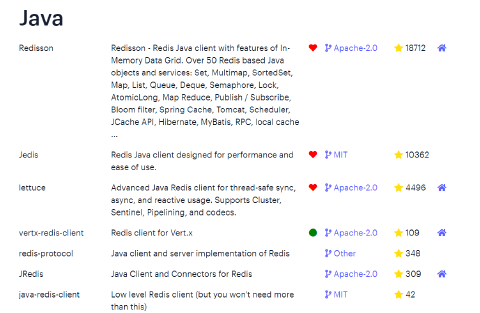 Java
Redisson Redisson - Redis Java client with features of In- Apache-2.0 18712
Memory Data Grid. Over 50 Redis based Java
objects and services: Set, Multimap, SortedSet,
Map, List, Queue, Deque, Semaphore, Lock,
AtomicLong, Map Reduce, Publish / Subscribe,
Bloom filter, Spring Cache, Tomcat, Scheduler,
JCache API, Hibernate, MyBatis, RPC, local cache
...
Jedis Redis Java client designed for performance and MIT 10362
ease of use.
lettuce Advanced Java Redis client for thread-safe sync, Apache-2.0 4496
async, and reactive usage. Supports Cluster,
Sentinel, Pipelining, and codecs.
vertx-redis-client Redis client for Vert.x Apache-2.0 109
redis-protocol Java client and server implementation of Redis Other 348
JRedis Java Client and Connectors for Redis Apache-2.0 309
java-redis-client Low level Redis client (but you won't need more MIT 42
than this)